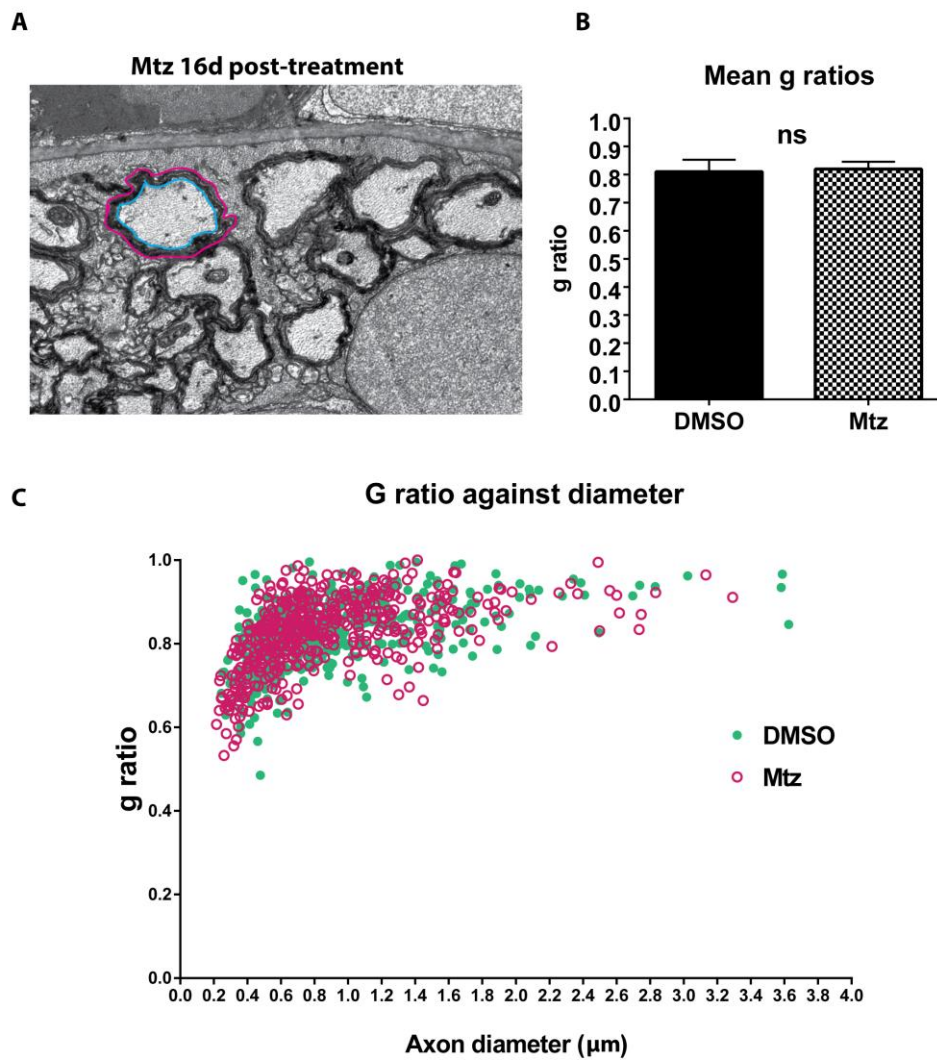 A
Mtz 16d post-treatment
B
Mean g ratios
1.0
0.9
0.8
0.7
0.6
0.5
0.4
0.3
0.2
0.1
0.0
g ratio
ns
DMSO
Mtz
C
G ratio against diameter
1.0
0.8
0.6
0.4
0.2
0.0
g ratio
DMSO
Mtz
0.0 0.2 0.4 0.6 0.8 1.0 1.2 1.4 1.6 1.8 2.0 2.2 2.4 2.6 2.8 3.0 3.2 3.4 3.6 3.8 4.0
Axon diameter (μm)